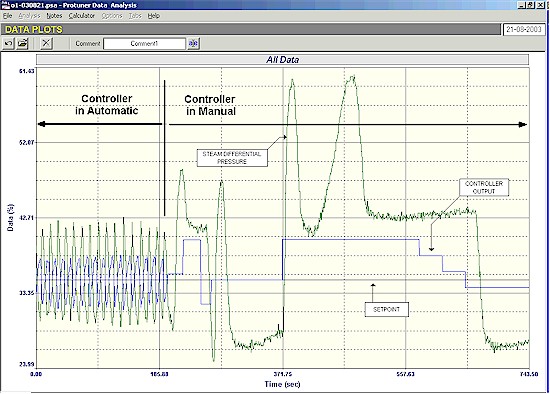 o1-030821.psa - Protuner Data Analysis
File Analysis Notes Calculator Options Tabs Help
DATA PLOTS
21-08-2003
Comment Comment1
All Data
61.43
52.07
42.71
33.35
23.59
Data (%)
Controller in Automatic
Controller in Manual
STEAM DIFFERENTIAL PRESSURE
CONTROLLER OUTPUT
SETPOINT
0.00 185.88 371.75 557.63 743.50
Time (sec)